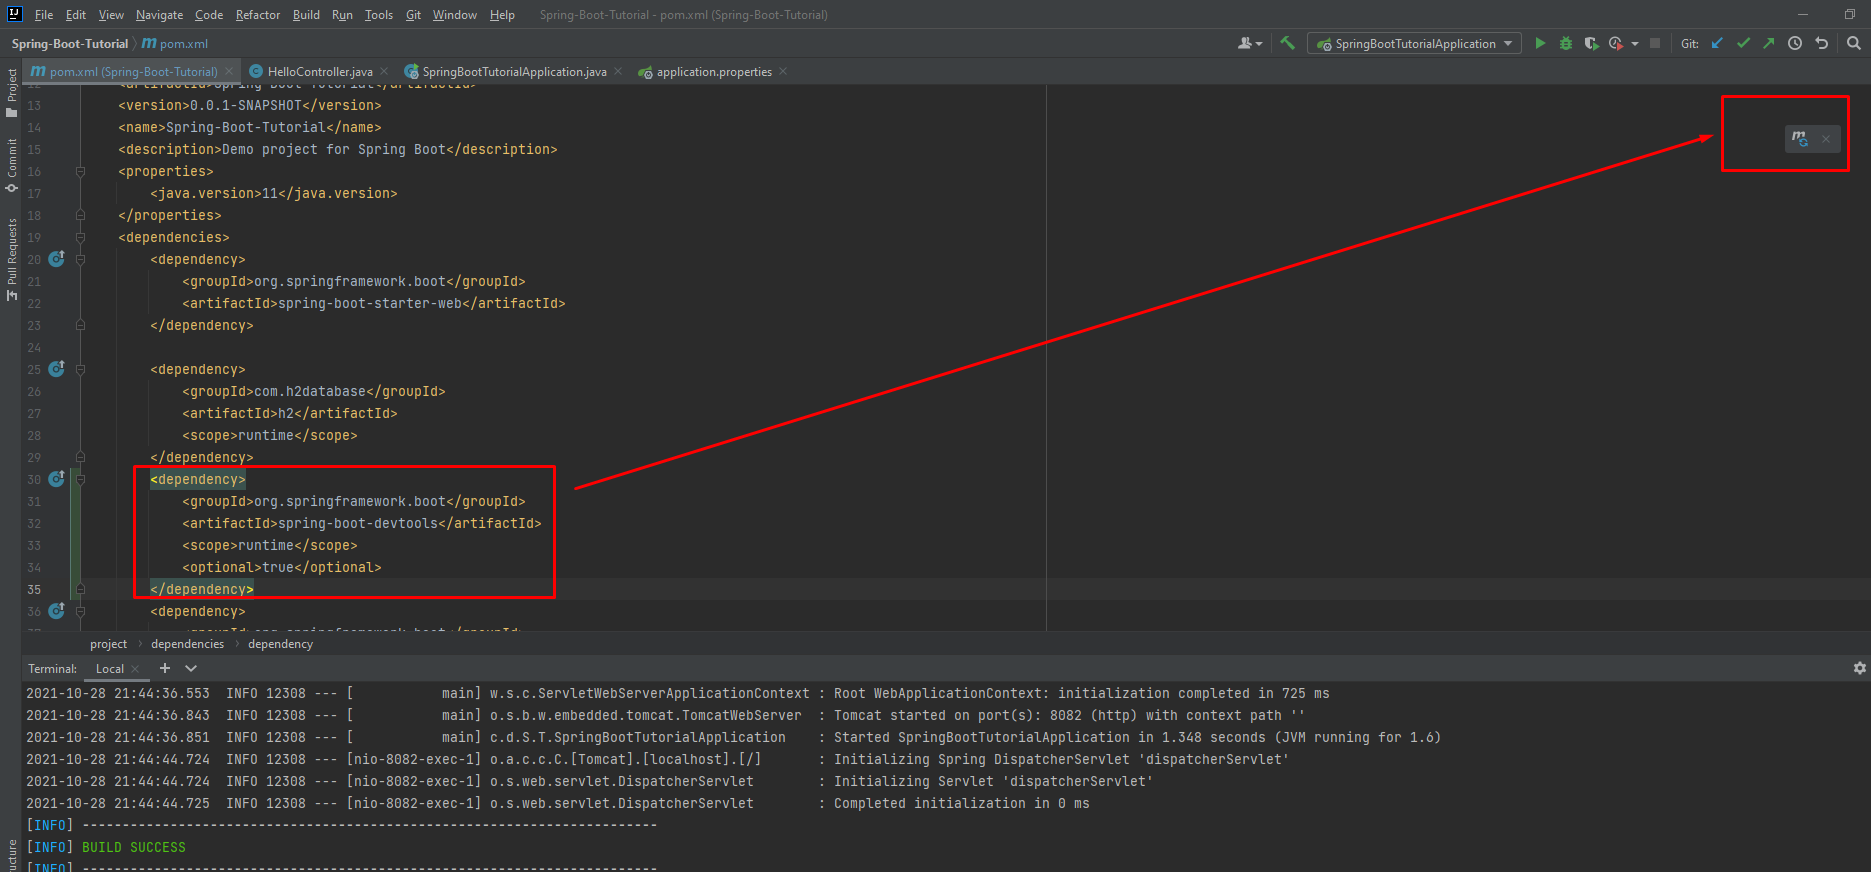 File Edit View Navigate Code Refactor Build Run Tools Git Window Help Spring-Boot-Tutorial - pom.xml (Spring-Boot-Tutorial)
Spring-Boot-Tutorial pom.xml SpringBootTutorialApplication Git:
pom.xml (Spring-Boot-Tutorial) HelloController.java SpringBootTutorialApplication.java application.properties
Project
Commit
Pull Requests
12 <artifactId>Spring-Boot-Tutorial</artifactId>
13 <version>0.0.1-SNAPSHOT</version>
14 <name>Spring-Boot-Tutorial</name>
15 <description>Demo project for Spring Boot</description>
16 <properties>
17 <java.version>11</java.version>
18 </properties>
19 <dependencies>
20 <dependency>
21 <groupId>org.springframework.boot</groupId>
22 <artifactId>spring-boot-starter-web</artifactId>
23 </dependency>
24
25 <dependency>
26 <groupId>com.h2database</groupId>
27 <artifactId>h2</artifactId>
28 <scope>runtime</scope>
29 </dependency>
30 <dependency>
31 <groupId>org.springframework.boot</groupId>
32 <artifactId>spring-boot-devtools</artifactId>
33 <scope>runtime</scope>
34 <optional>true</optional>
35 </dependency>
36 <dependency>
<groupId>org.springframework.boot</groupId>
project dependencies dependency
Terminal: Local
2021-10-28 21:44:36.553 INFO 12308 --- [ main] w.s.c.ServletWebServerApplicationContext : Root WebApplicationContext: initialization completed in 725 ms
2021-10-28 21:44:36.843 INFO 12308 --- [ main] o.s.b.w.embedded.tomcat.TomcatWebServer : Tomcat started on port(s): 8082 (http) with context path ''
2021-10-28 21:44:36.851 INFO 12308 --- [ main] c.d.S.T.SpringBootTutorialApplication : Started SpringBootTutorialApplication in 1.348 seconds (JVM running for 1.6)
2021-10-28 21:44:44.724 INFO 12308 --- [nio-8082-exec-1] o.a.c.c.C.[Tomcat].[localhost].[/] : Initializing Spring DispatcherServlet 'dispatcherServlet'
2021-10-28 21:44:44.724 INFO 12308 --- [nio-8082-exec-1] o.s.web.servlet.DispatcherServlet : Initializing Servlet 'dispatcherServlet'
2021-10-28 21:44:44.725 INFO 12308 --- [nio-8082-exec-1] o.s.web.servlet.DispatcherServlet : Completed initialization in 0 ms
[INFO] ------------------------------------------------------------------------
[INFO] BUILD SUCCESS
[INFO] ------------------------------------------------------------------------